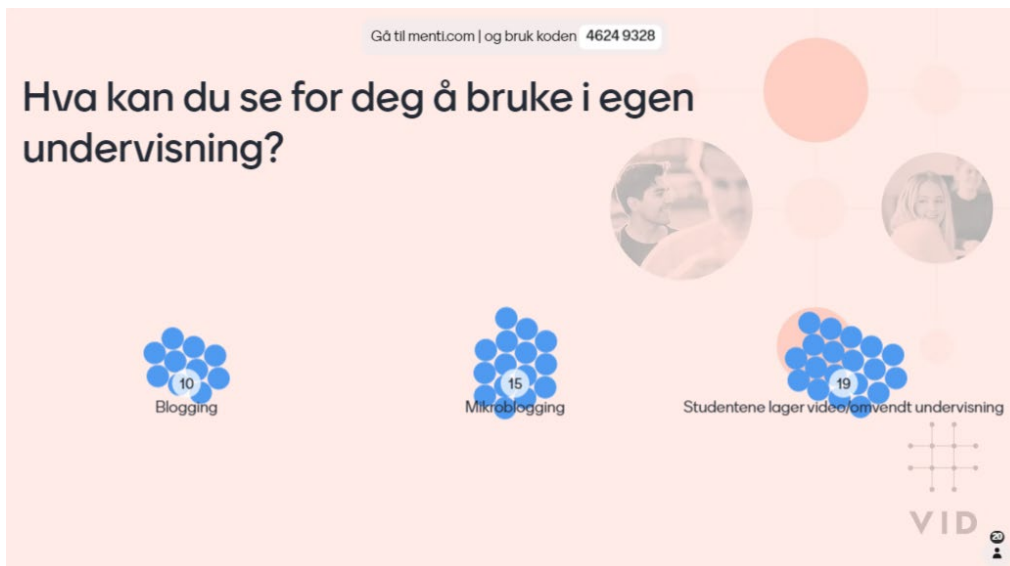 Gå til menti.com | og bruk koden 4624 9328
Hva kan du se for deg å bruke i egen
undervisning?
10
Blogging
15
Mikroblogging
19
Studentene lager video/omvendt undervisning
VID
20